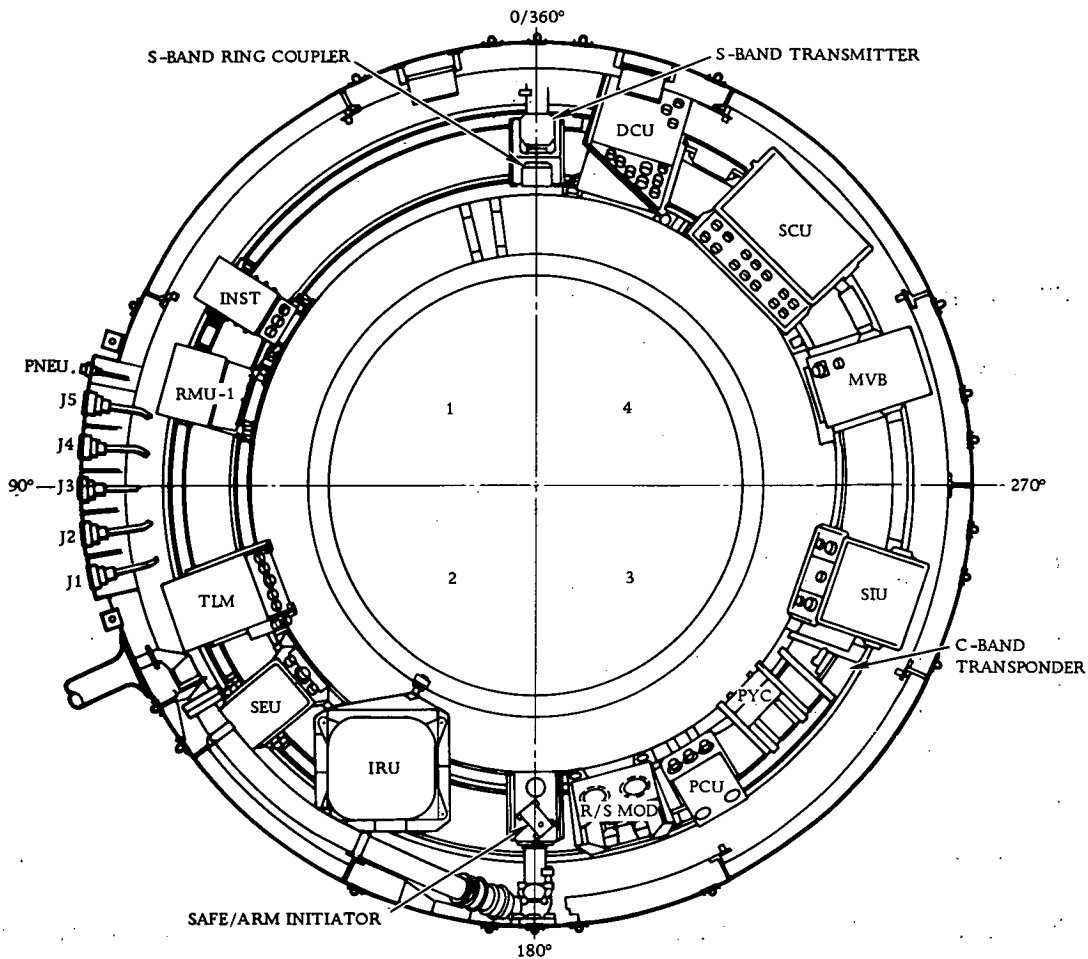 0/360°
S-BAND RING COUPLER
S-BAND TRANSMITTER
DCU
SCU
INST
PNEU.
RMU-1
MVB
J5
1
4
J4
90°
J3
270°
J2
J1
2
3
TLM
SIU
C-BAND
TRANSPONDER
PYC
SEU
IRU
PCU
R/S MOD
SAFE/ARM INITIATOR
180°